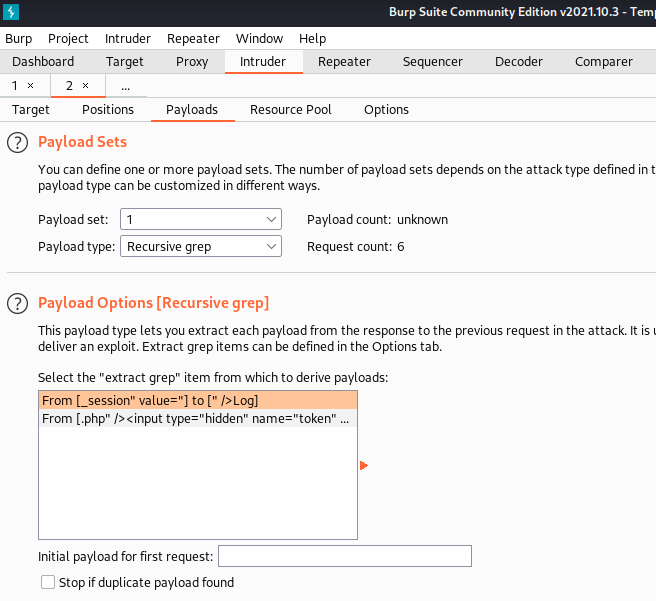 Burp Suite Community Edition v2021.10.3 - Temp
Burp Project Intruder Repeater Window Help
Dashboard Target Proxy Intruder Repeater Sequencer Decoder Comparer
1 × 2 × ...
Target Positions Payloads Resource Pool Options
? Payload Sets
You can define one or more payload sets. The number of payload sets depends on the attack type defined in t
payload type can be customized in different ways.
Payload set: 1 Payload count: unknown
Payload type: Recursive grep Request count: 6
? Payload Options [Recursive grep]
This payload type lets you extract each payload from the response to the previous request in the attack. It is u
deliver an exploit. Extract grep items can be defined in the Options tab.
Select the "extract grep" item from which to derive payloads:
From [_session" value="] to [" />Log]
From [.php" /><input type="hidden" name="token" ...
Initial payload for first request:
Stop if duplicate payload found